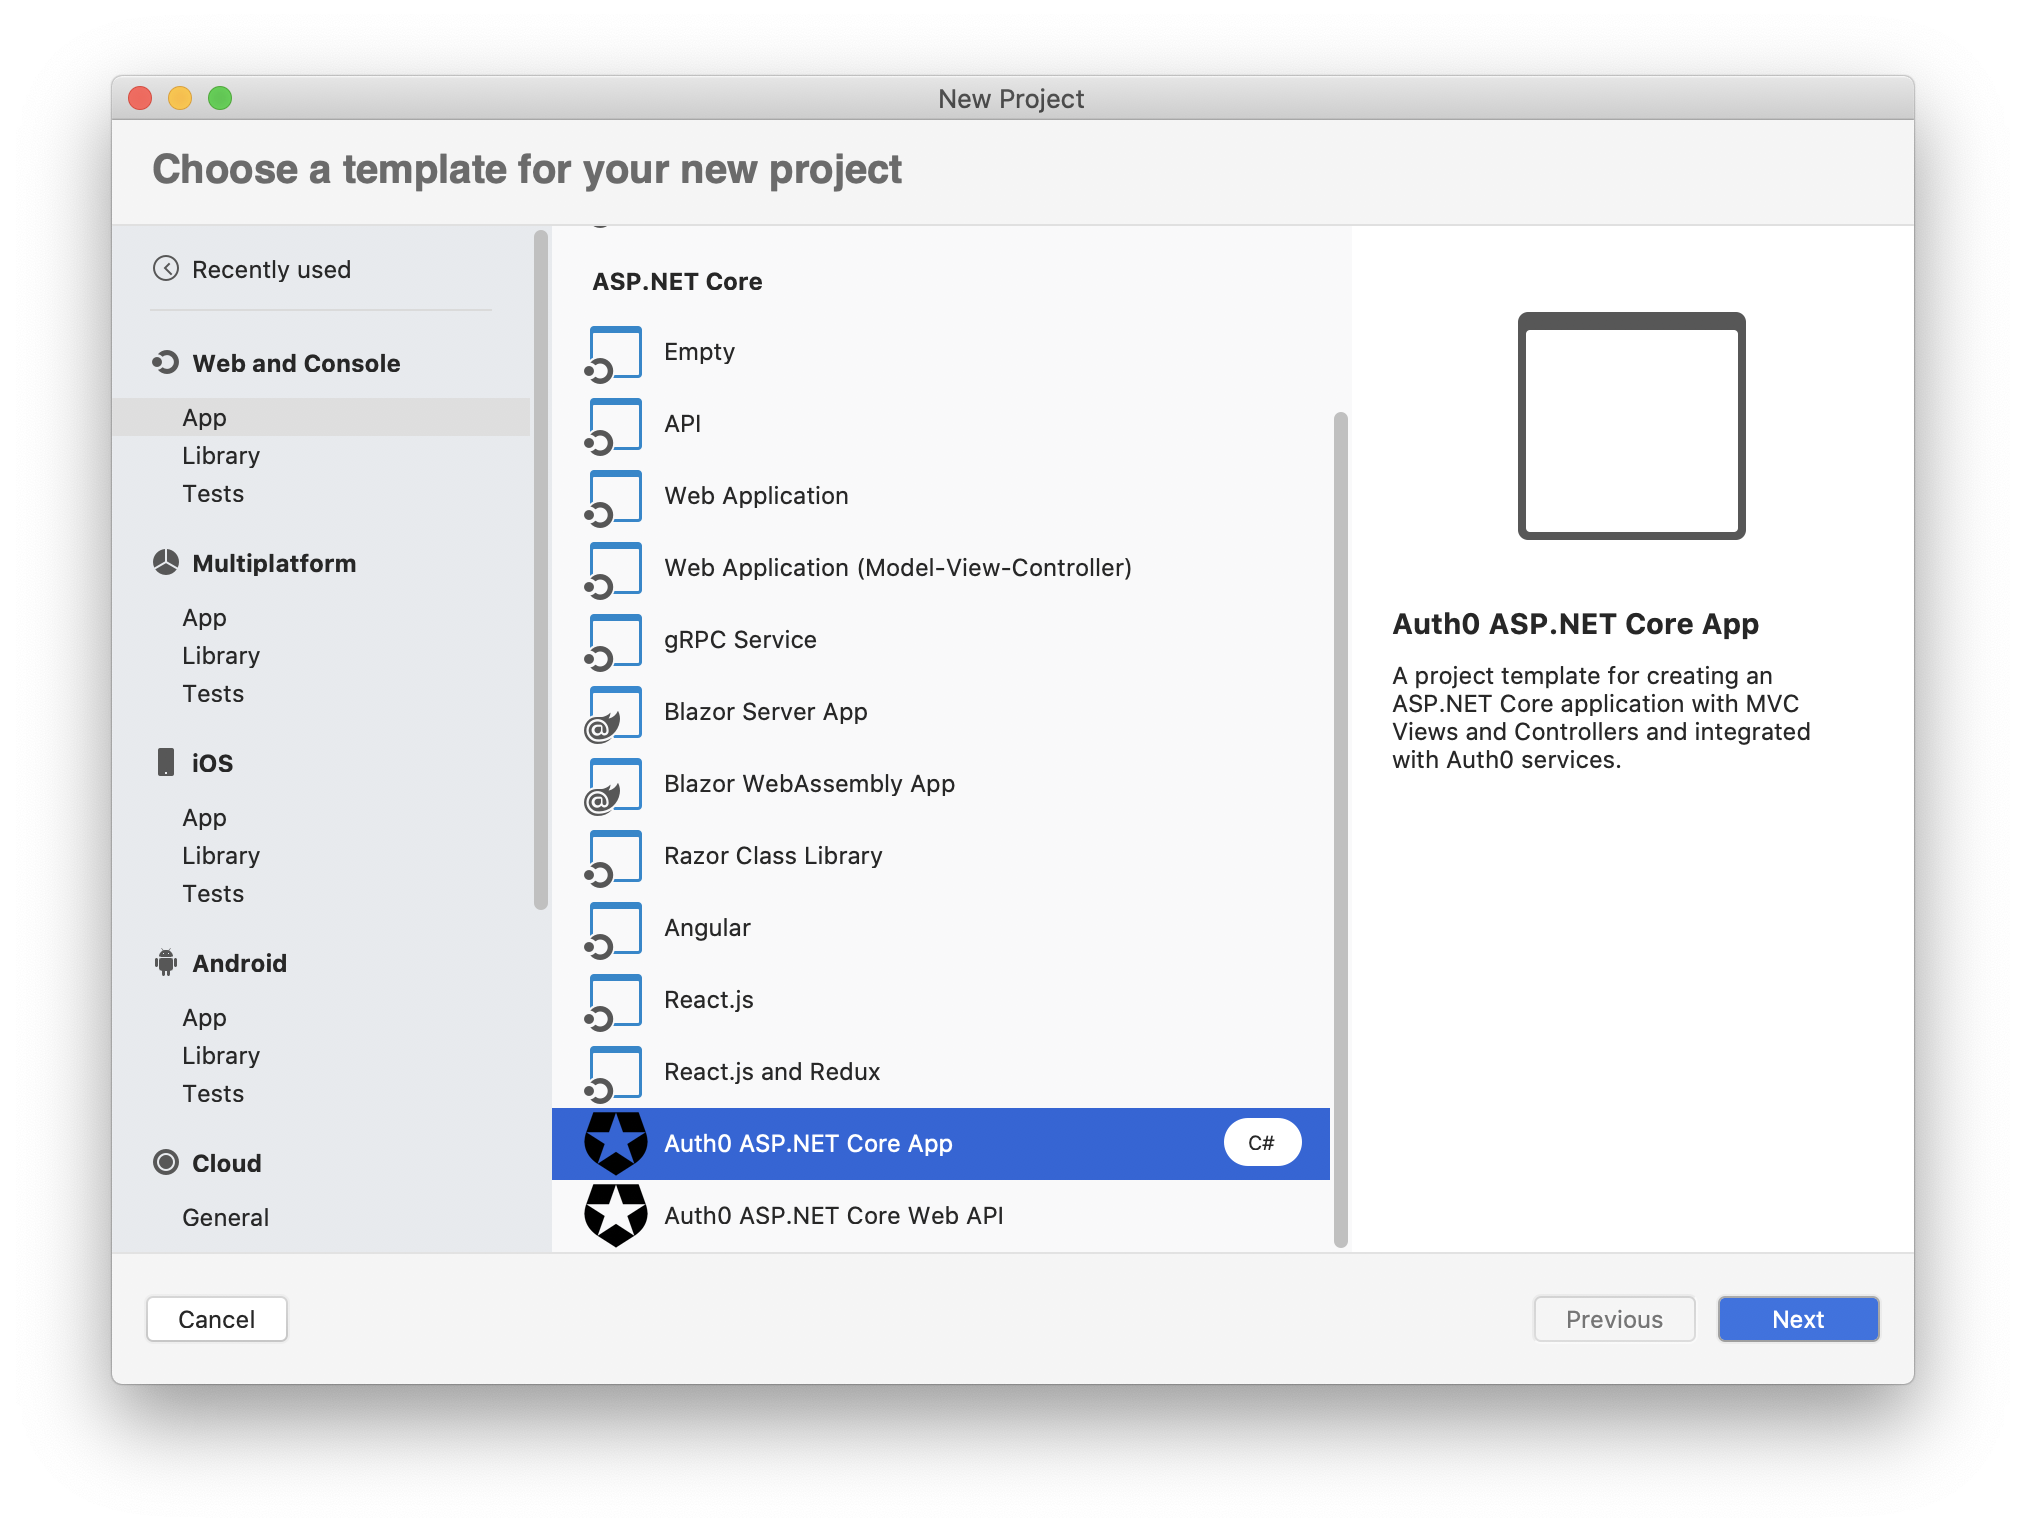 New Project
Choose a template for your new project
Recently used
Web and Console
App
Library
Tests
Multiplatform
App
Library
Tests
iOS
App
Library
Tests
Android
App
Library
Tests
Cloud
General
ASP.NET Core
Empty
API
Web Application
Web Application (Model-View-Controller)
gRPC Service
Blazor Server App
Blazor WebAssembly App
Razor Class Library
Angular
React.js
React.js and Redux
Auth0 ASP.NET Core App C#
Auth0 ASP.NET Core Web API
Auth0 ASP.NET Core App
A project template for creating an
ASP.NET Core application with MVC
Views and Controllers and integrated
with Auth0 services.
Cancel
Previous
Next